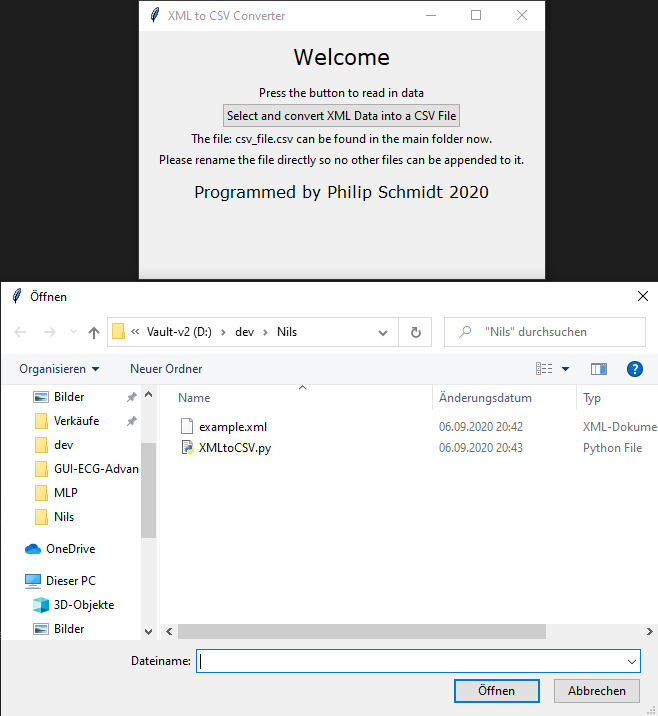 XML to CSV Converter
Welcome
Press the button to read in data
Select and convert XML Data into a CSV File
The file: csv_file.csv can be found in the main folder now.
Please rename the file directly so no other files can be appended to it.
Programmed by Philip Schmidt 2020
Öffnen
« Vault-v2 (D:) › dev › Nils
"Nils" durchsuchen
Organisieren
Neuer Ordner
Bilder
Verkäufe
dev
GUI-ECG-Advan
MLP
Nils
OneDrive
Dieser PC
3D-Objekte
Bilder
Name Änderungsdatum Typ
example.xml 06.09.2020 20:42 XML-Dokume
XMLtoCSV.py 06.09.2020 20:43 Python File
Dateiname:
Öffnen
Abbrechen